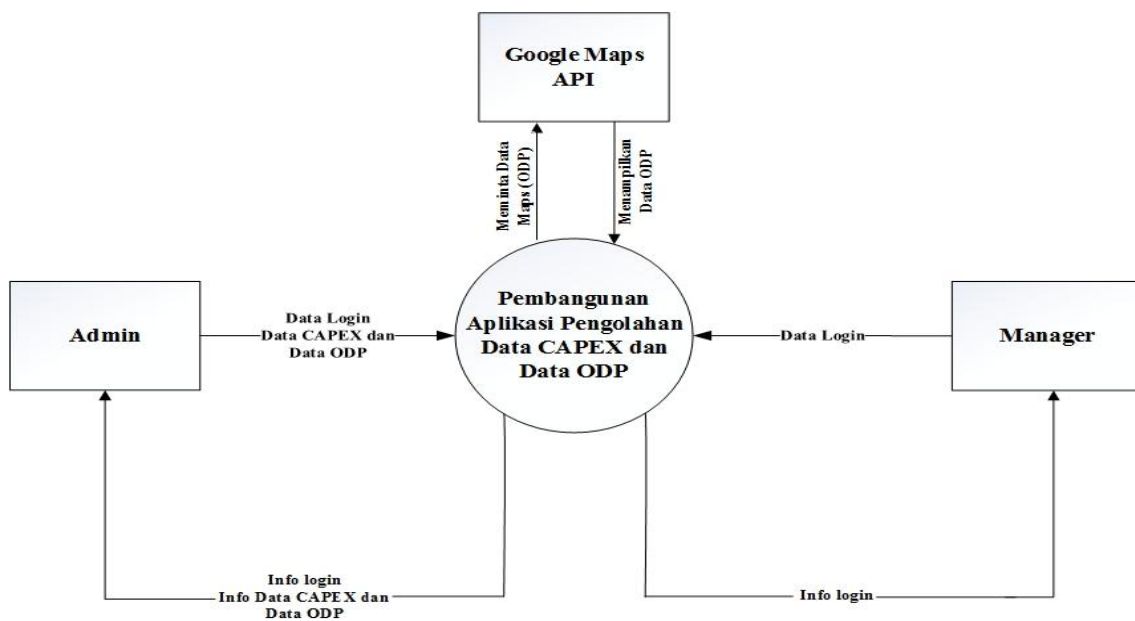 Google Maps
API
Meminta Data
Maps (ODP)
Menampilkan
Data ODP
Admin
Data Login
Data CAPEX dan
Data ODP
Pembangunan
Aplikasi Pengolahan
Data CAPEX dan
Data ODP
Data Login
Manager
Info login
Info Data CAPEX dan
Data ODP
Info login